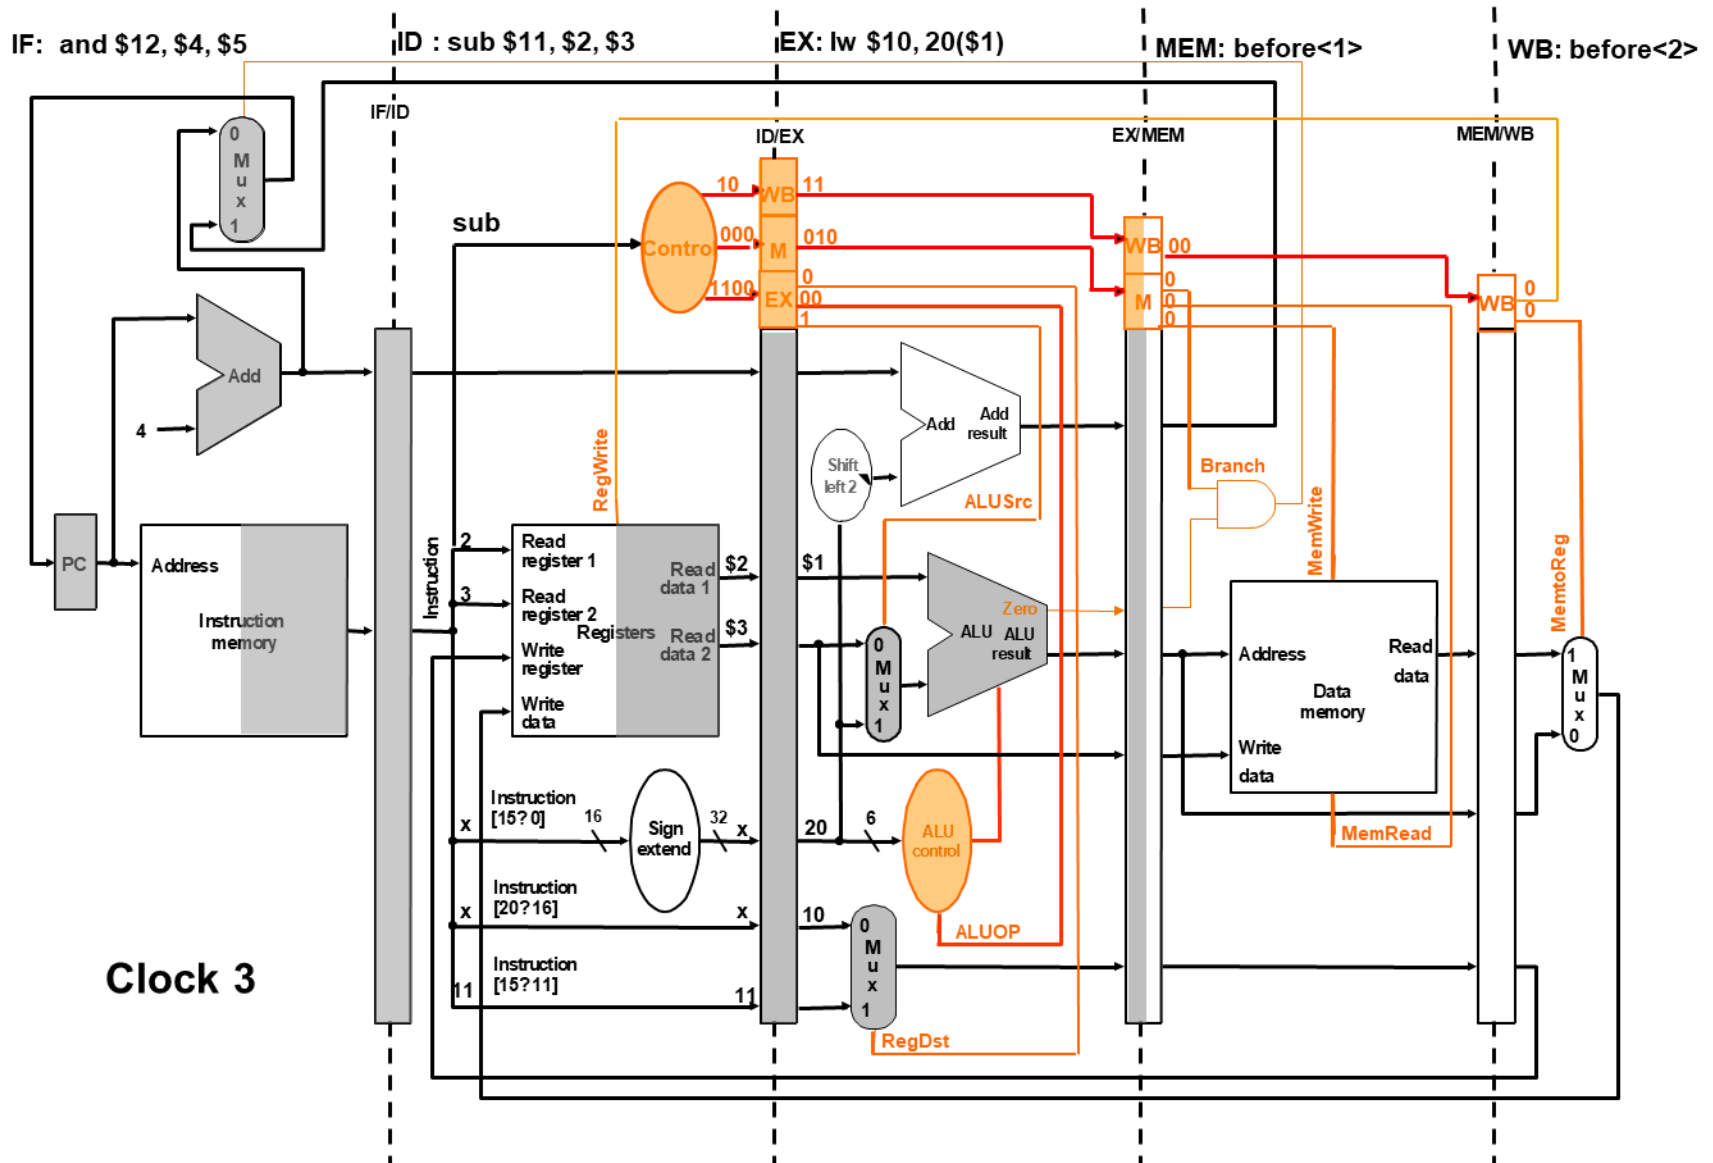 IF: and $12, $4, $5
ID : sub $11, $2, $3
EX: lw $10, 20($1)
MEM: before<1>
WB: before<2>
IF/ID
ID/EX
EX/MEM
MEM/WB
0
M
u
x
1
sub
Control
10
000
1100
WB
M
EX
11
010
0
00
1
WB
M
00
0
0
0
WB
0
0
Add
4
RegWrite
Shift
left 2
Add
Add
result
ALUSrc
Branch
MemWrite
MemtoReg
PC
Address
Instruction
memory
Instruction
2
3
Read
register 1
Read
register 2
Write
register
Write
data
Registers
Read
data 1
Read
data 2
$2
$3
$1
0
M
u
x
1
Zero
ALU
ALU
result
Address
Read
data
Data
memory
Write
data
MemRead
1
M
u
x
0
Instruction
[15?0]
x
16
Sign
extend
32
x
20
6
ALU
control
Instruction
[20?16]
x
x
10
ALUOP
Instruction
[15?11]
11
11
0
M
u
x
1
RegDst
Clock 3